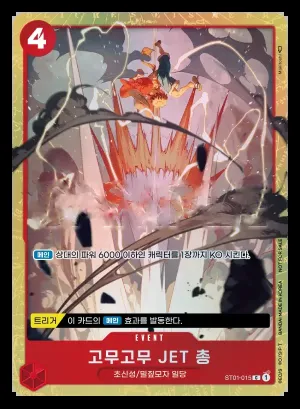 4
메인 상대의 파워 6000 이하인 캐릭터를 1장까지 KO 시킨다.
트리거 이 카드의 메인 효과를 발동한다.
EVENT
고무고무 JET 총
초신성/밀짚모자 일당
ST01-015 C 1